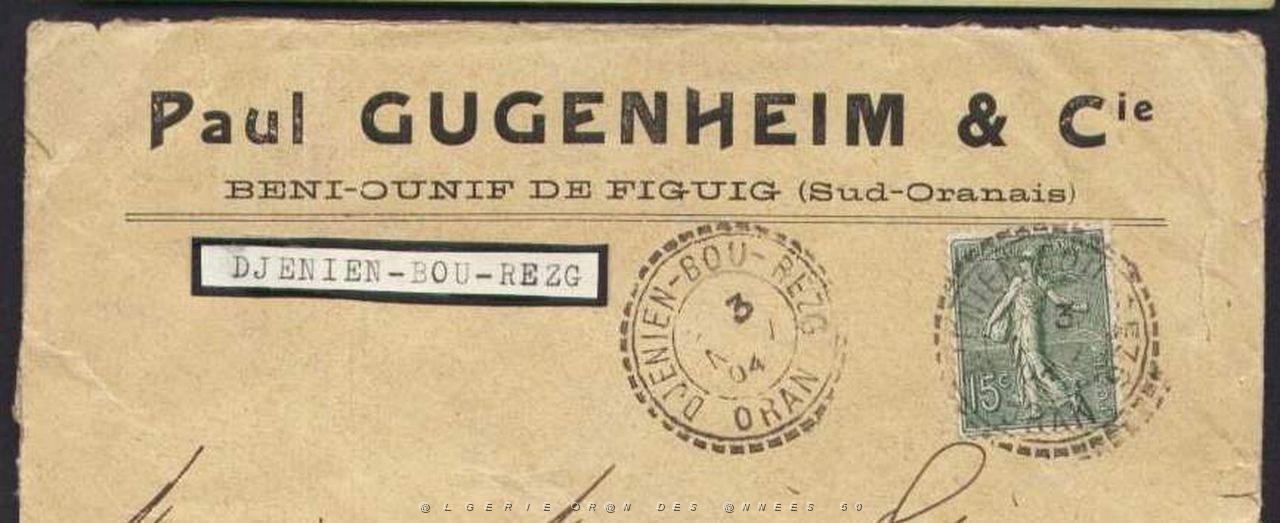 Paul GUGENHEIM & Cie
BENI-OUNIF DE FIGUIG (Sud-Oranais)
DJENIEN-BOU-REZG
DJENIEN-BOU-REZG
3
04
ORAN
15c
@LGERIE OR@N DES @NNEES 50